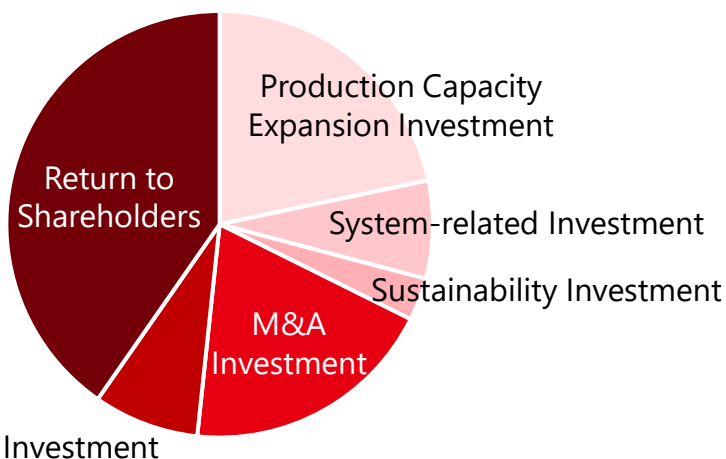 Production Capacity
Expansion Investment
Return to
Shareholders
System-related Investment
Sustainability Investment
M&A
Investment
Investment